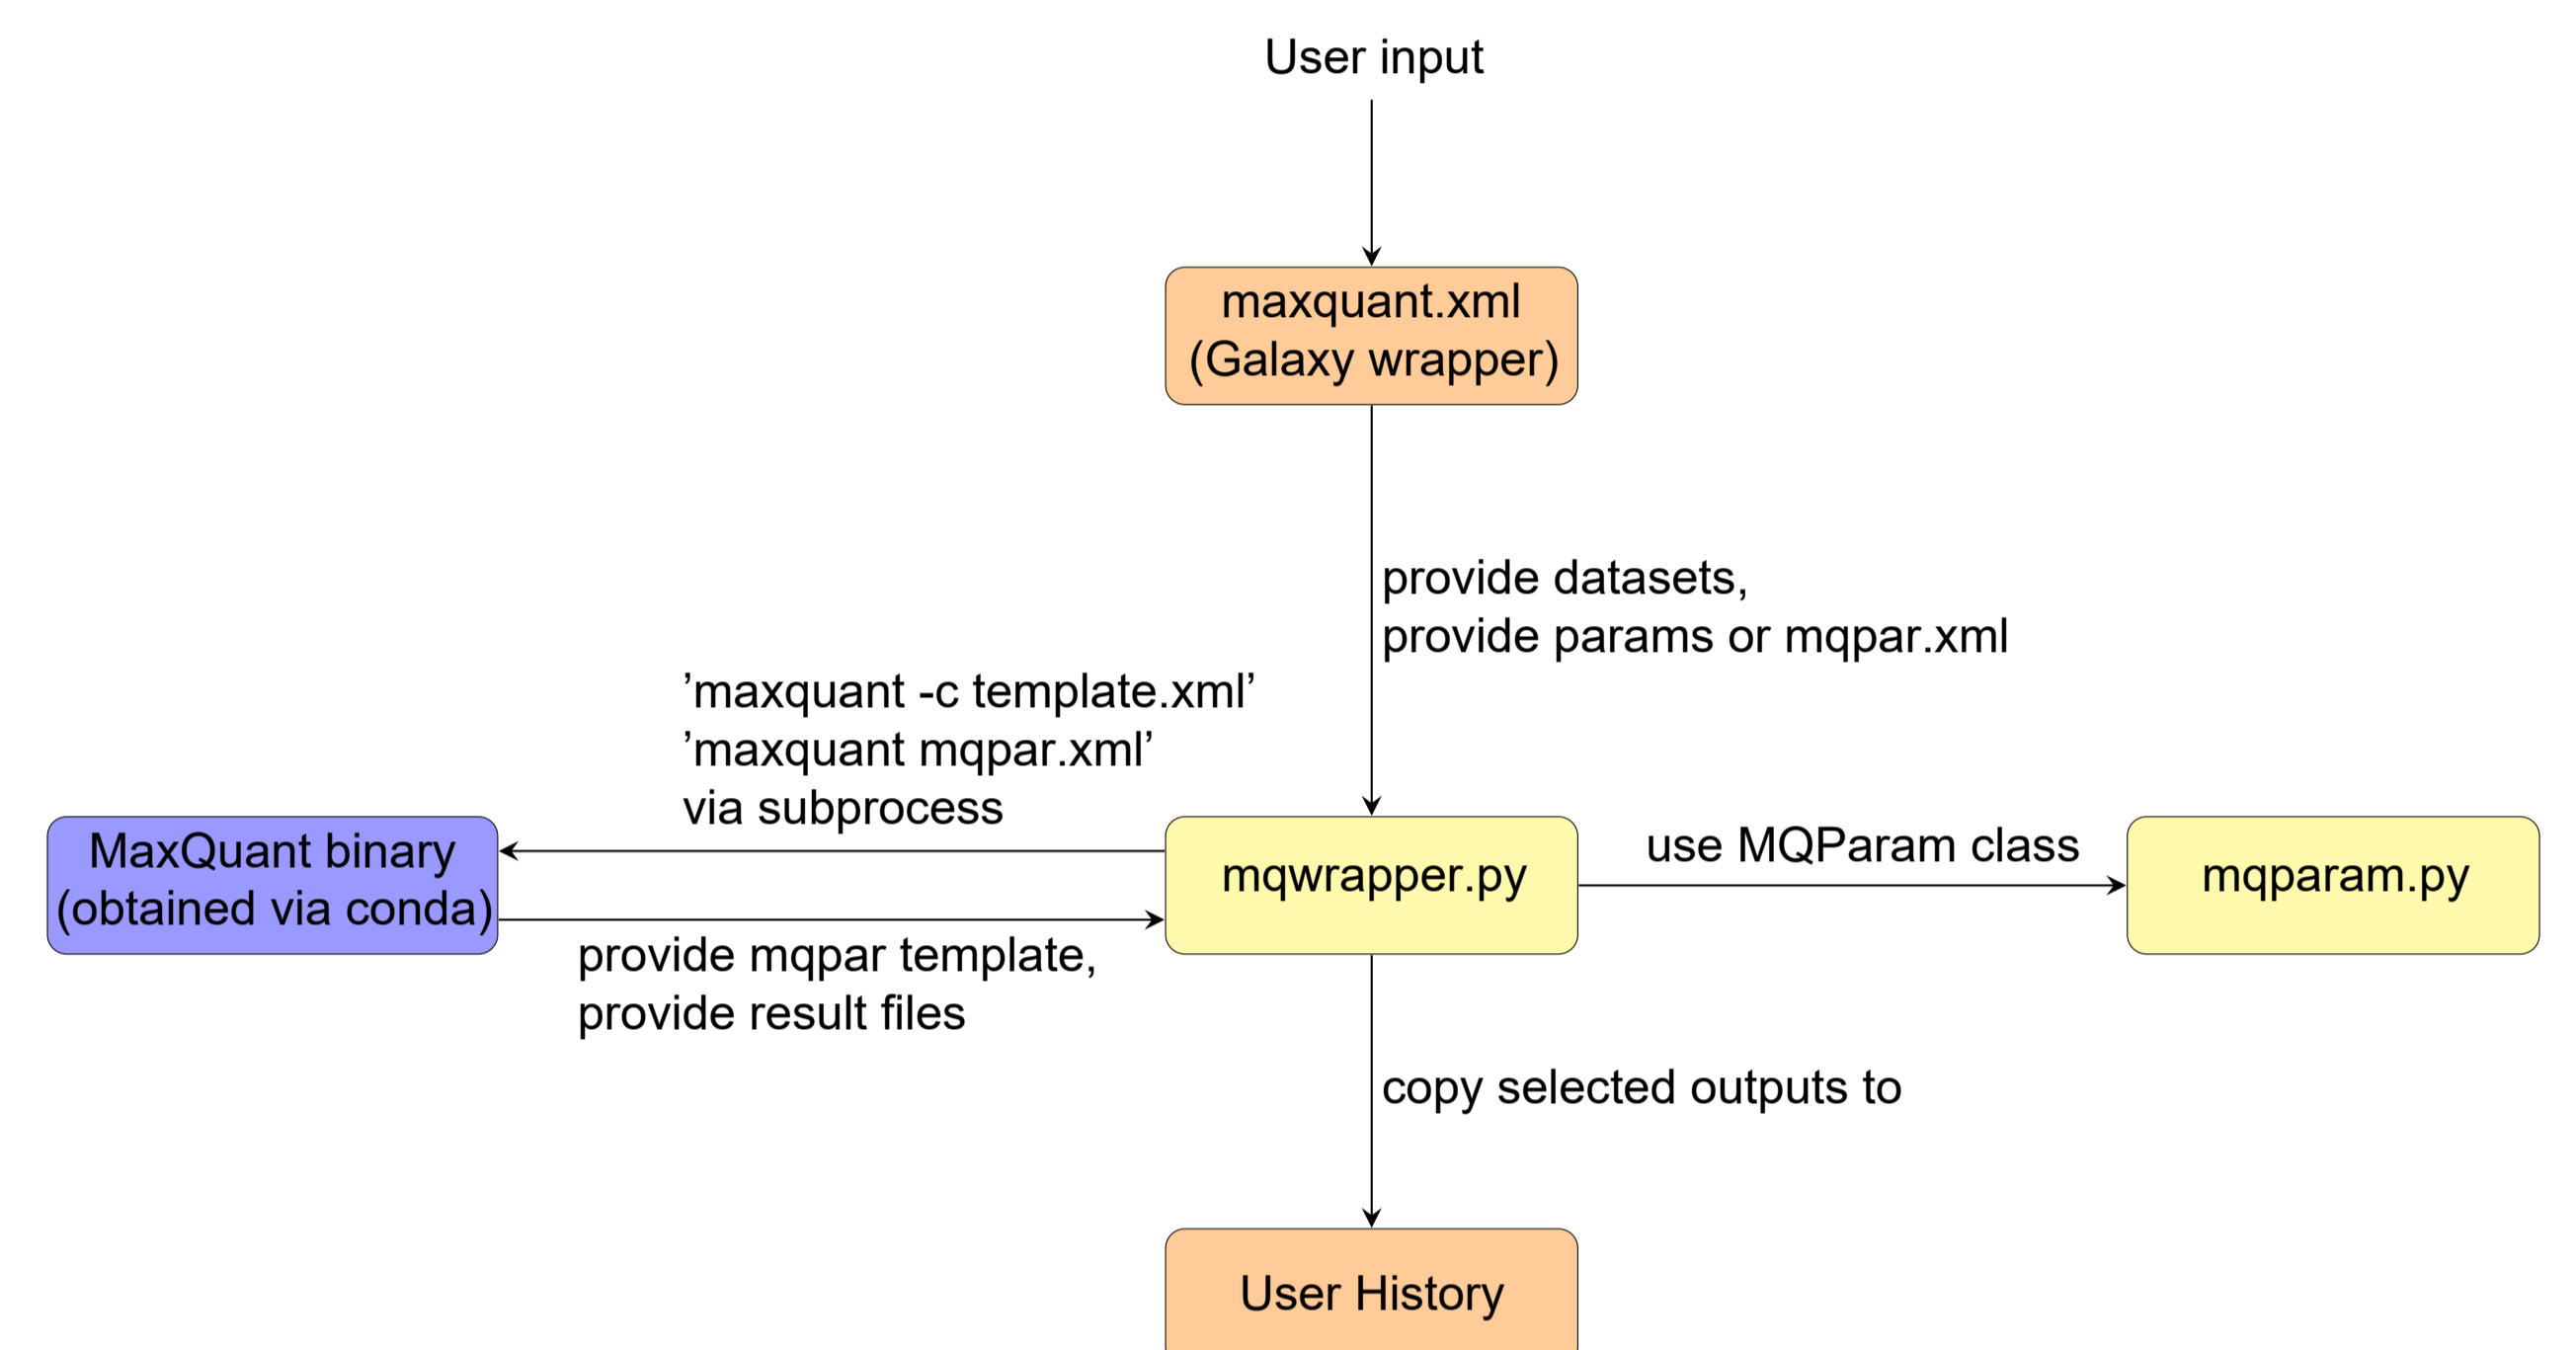 User input
maxquant.xml
(Galaxy wrapper)
provide datasets,
provide params or mqpar.xml
’maxquant -c template.xml’
’maxquant mqpar.xml’
via subprocess
MaxQuant binary
(obtained via conda)
mqwrapper.py
use MQParam class
mqparam.py
provide mqpar template,
provide result files
copy selected outputs to
User History